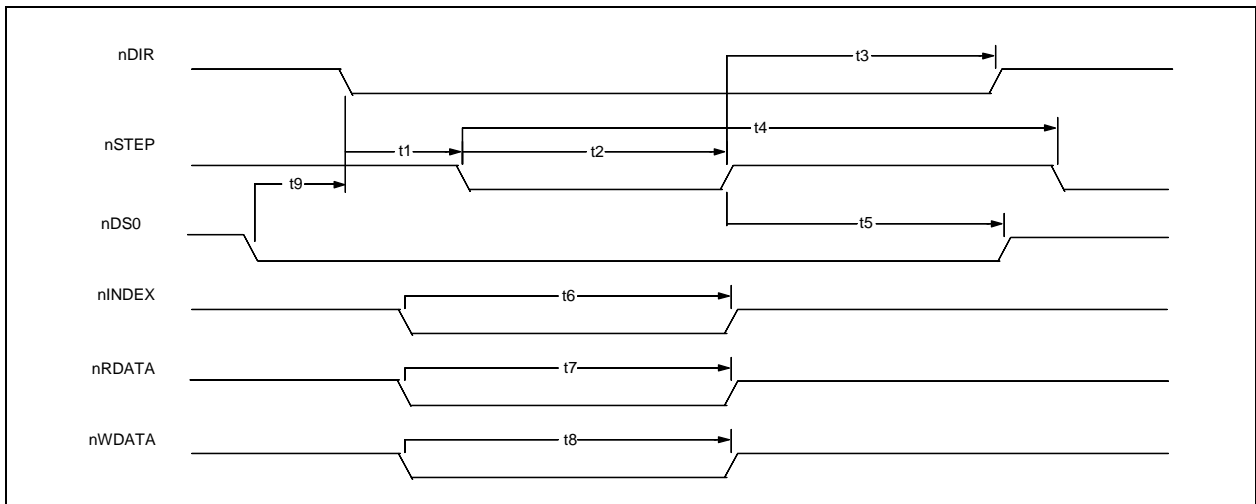 nDIR
t3
t4
nSTEP
t1
t2
t9
nDS0
t5
nINDEX
t6
nRDATA
t7
nWDATA
t8